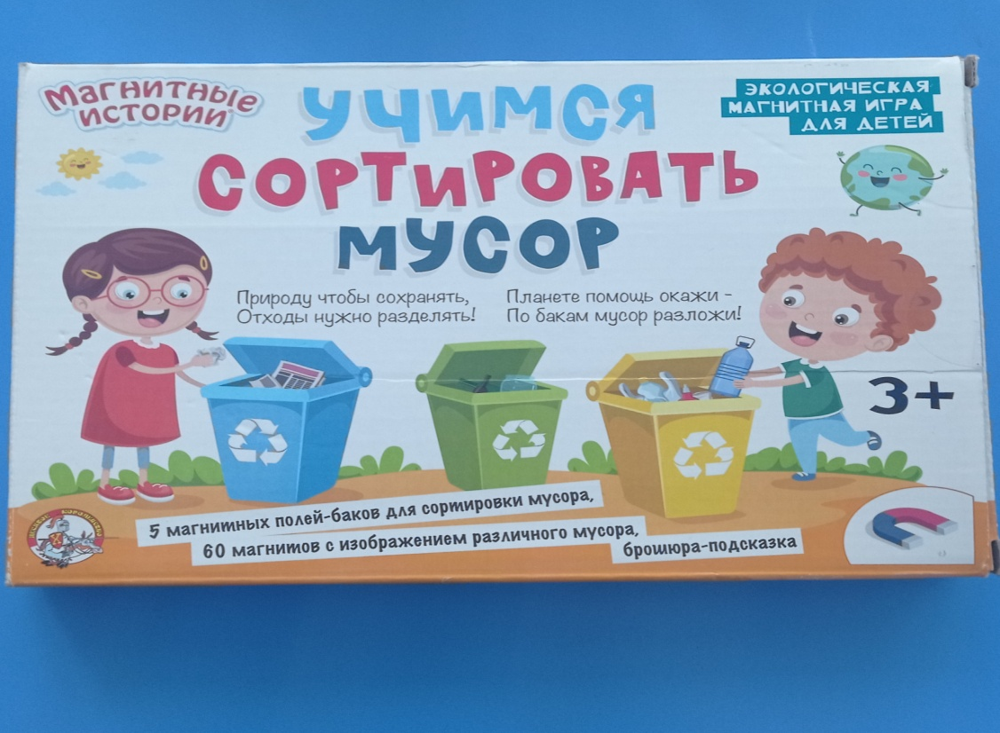 Магнитные
истории
УЧИМСЯ
СОРТИРОВАТЬ
МУСОР
ЭКОЛОГИЧЕСКАЯ
МАГНИТНАЯ ИГРА
ДЛЯ ДЕТЕЙ
Природу чтобы сохранять,
Отходы нужно разделять!
Планете помощь окажи -
По бакам мусор разложи!
3+
5 магнитных полей-баков для сортировки мусора,
60 магнитов с изображением различного мусора,
брошюра-подсказка